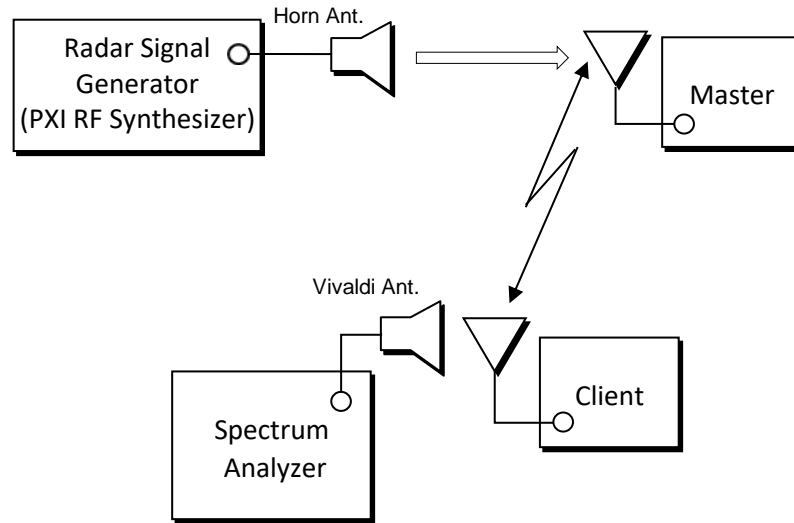 Horn Ant.
Radar Signal
Generator
(PXI RF Synthesizer)
Master
Vivaldi Ant.
Client
Spectrum
Analyzer